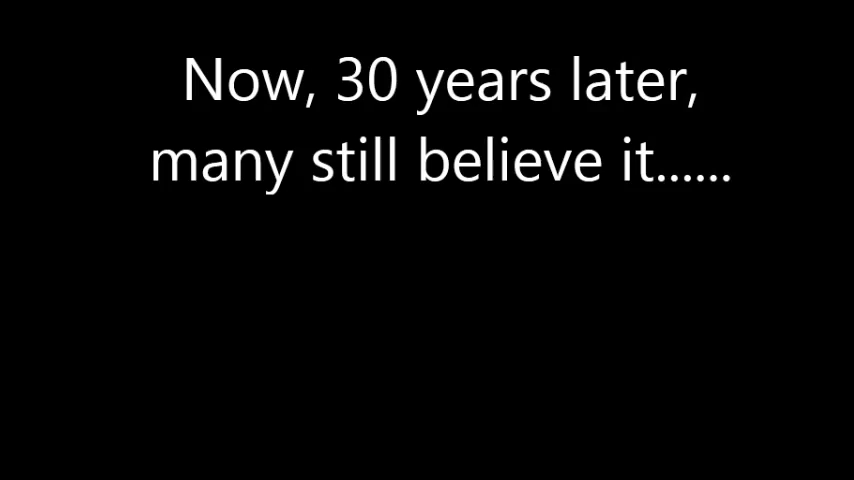 Now, 30 years later,
many still believe it......